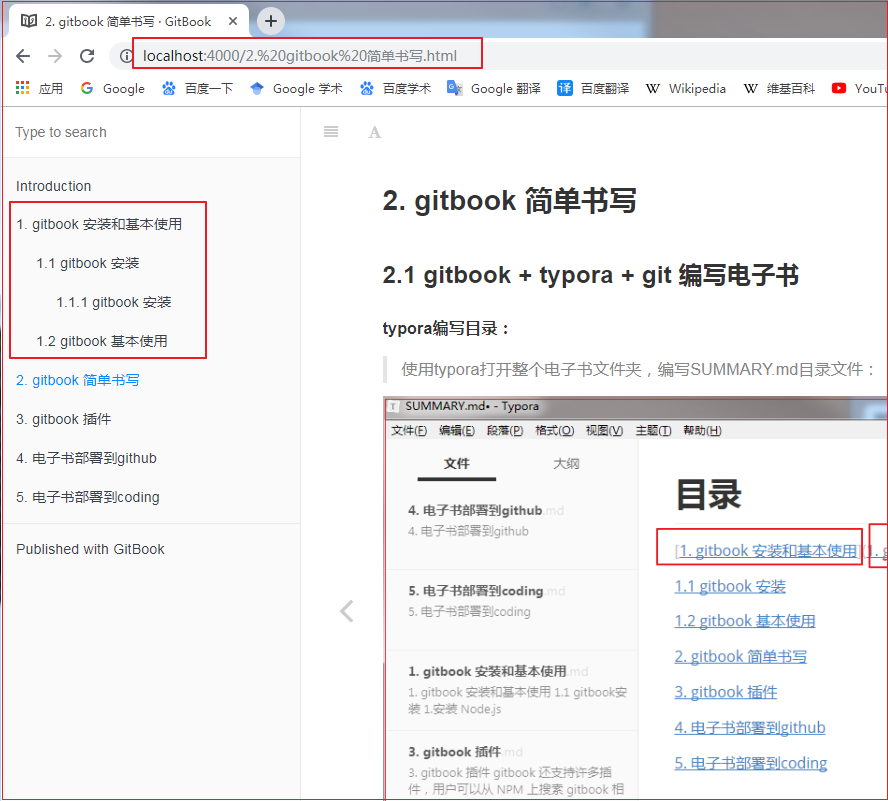 2. gitbook 简单书写 · GitBook
localhost:4000/2.%20gitbook%20简单书写.html
应用 Google 百度一下 Google 学术 百度学术 Google 翻译 译 百度翻译 W Wikipedia W 维基百科 YouTu
Type to search
A
Introduction
1. gitbook 安装和基本使用
1.1 gitbook 安装
1.1.1 gitbook 安装
1.2 gitbook 基本使用
2. gitbook 简单书写
3. gitbook 插件
4. 电子书部署到github
5. 电子书部署到coding
Published with GitBook
2. gitbook 简单书写
2.1 gitbook + typora + git 编写电子书
typora编写目录：
使用typora打开整个电子书文件夹，编写SUMMARY.md目录文件：
T SUMMARY.md• - Typora
文件(F) 编辑(E) 段落(P) 格式(O) 视图(V) 主题(T) 帮助(H)
文件 大纲
4. 电子书部署到github.md
4. 电子书部署到github
5. 电子书部署到coding.md
5. 电子书部署到coding
1. gitbook 安装和基本使用.md
1. gitbook 安装和基本使用 1.1 gitbook安
装 1.安装 Node.js
3. gitbook 插件.md
3. gitbook 插件 gitbook 还支持许多插
件，用户可以从 NPM 上搜索 gitbook 相
目录
[1. gitbook 安装和基本使用](1. g
1.1 gitbook 安装
1.2 gitbook 基本使用
2. gitbook 简单书写
3. gitbook 插件
4. 电子书部署到github
5. 电子书部署到coding